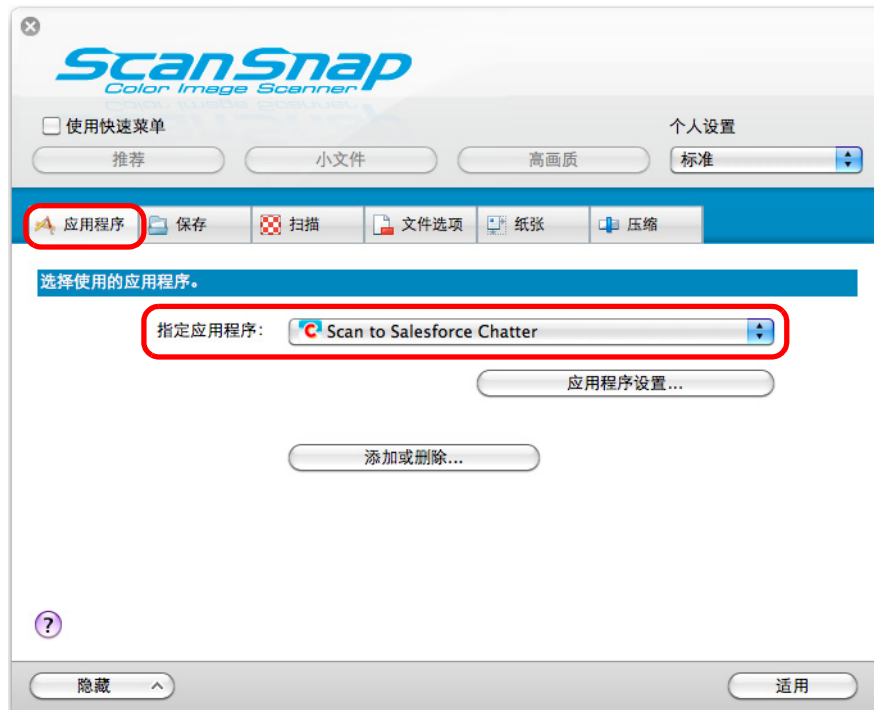 ScanSnap
Color Image Scanner
使用快速菜单
个人设置
推荐
小文件
高画质
标准
应用程序
保存
扫描
文件选项
纸张
压缩
选择使用的应用程序。
指定应用程序：
Scan to Salesforce Chatter
应用程序设置...
添加或删除...
?
隐藏
适用